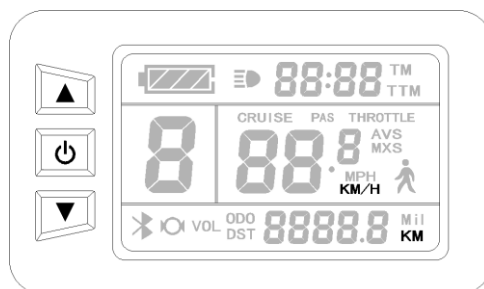 88:88 TM
TTM
CRUISE PAS THROTTLE
8 88.8 AVS
MXS
MPH
KM/H
VOL ODO 8888.8 Mil
DST KM